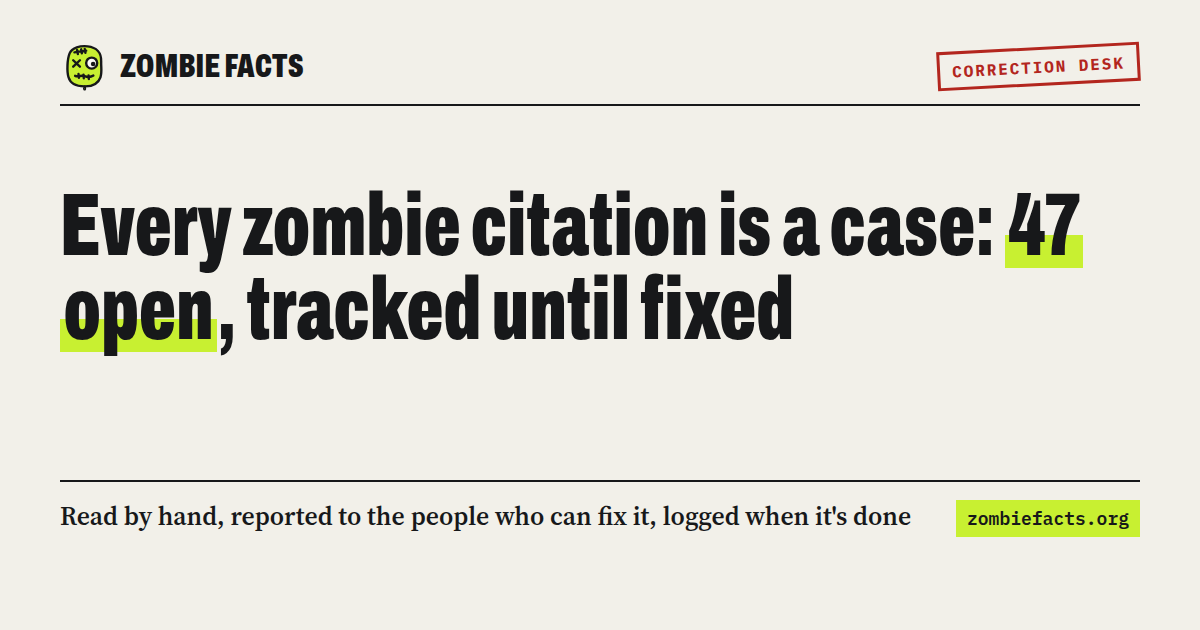 ZOMBIE FACTS
CORRECTION DESK
Every zombie citation is a case: 47
open, tracked until fixed
Read by hand, reported to the people who can fix it, logged when it's done
zombiefacts.org